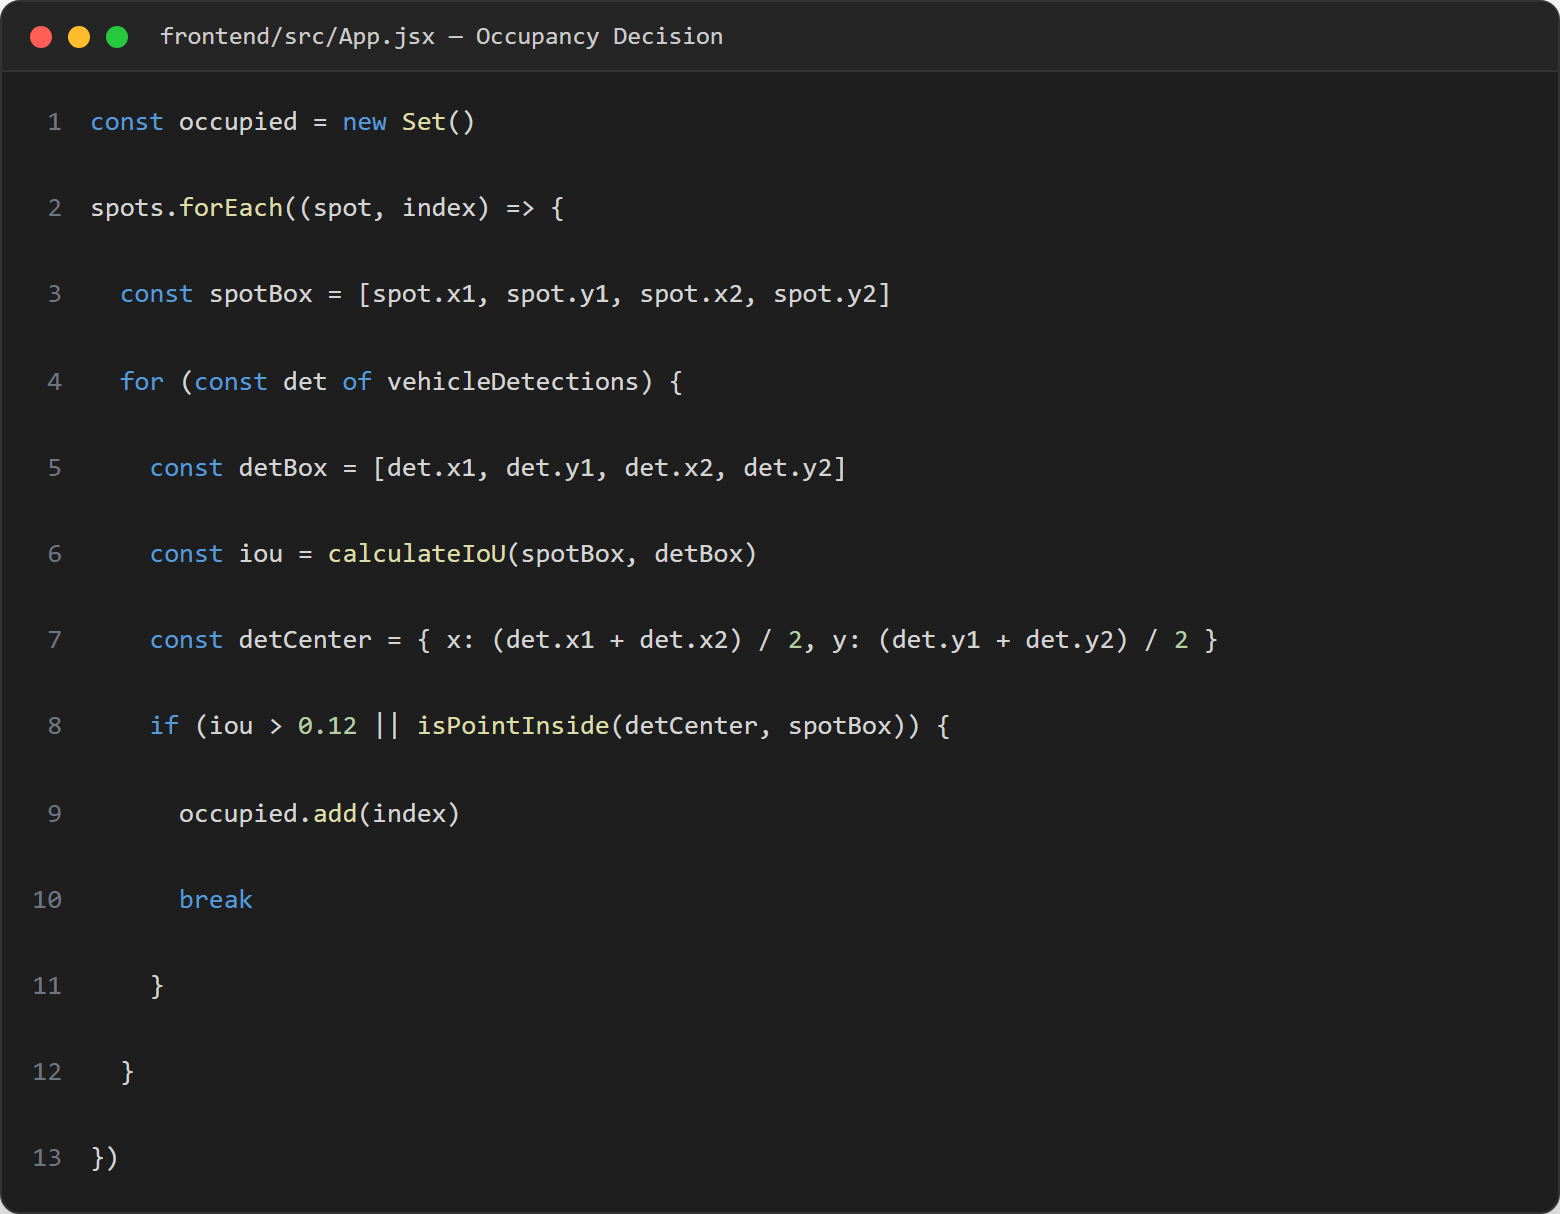 frontend/src/App.jsx — Occupancy Decision
1 const occupied = new Set()
2 spots.forEach((spot, index) => {
3 const spotBox = [spot.x1, spot.y1, spot.x2, spot.y2]
4 for (const det of vehicleDetections) {
5 const detBox = [det.x1, det.y1, det.x2, det.y2]
6 const iou = calculateIoU(spotBox, detBox)
7 const detCenter = { x: (det.x1 + det.x2) / 2, y: (det.y1 + det.y2) / 2 }
8 if (iou > 0.12 || isPointInside(detCenter, spotBox)) {
9 occupied.add(index)
10 break
11 }
12 }
13 })